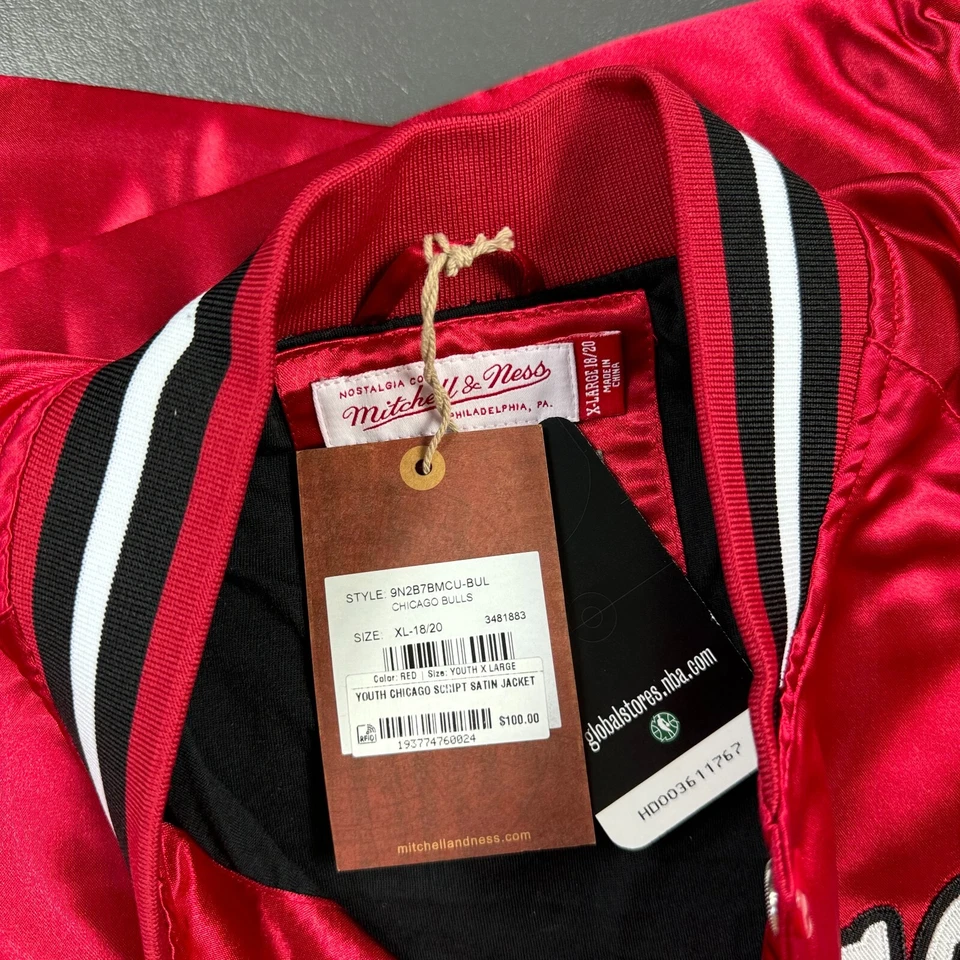 NOSTALGIA CO
Mitchell & Ness
PHILADELPHIA, PA.
X-LARGE 18/20
MADE IN
CHINA
STYLE: 9N2B7BMCU-BUL
CHICAGO BULLS
3481883
SIZE: XL-18/20
Color: RED | Size: YOUTH X LARGE
YOUTH CHICAGO SCRIPT SATIN JACKET
RFID
$100.00
193774760024
mitchellandness.com
globalstores.nba.com
HD003611767